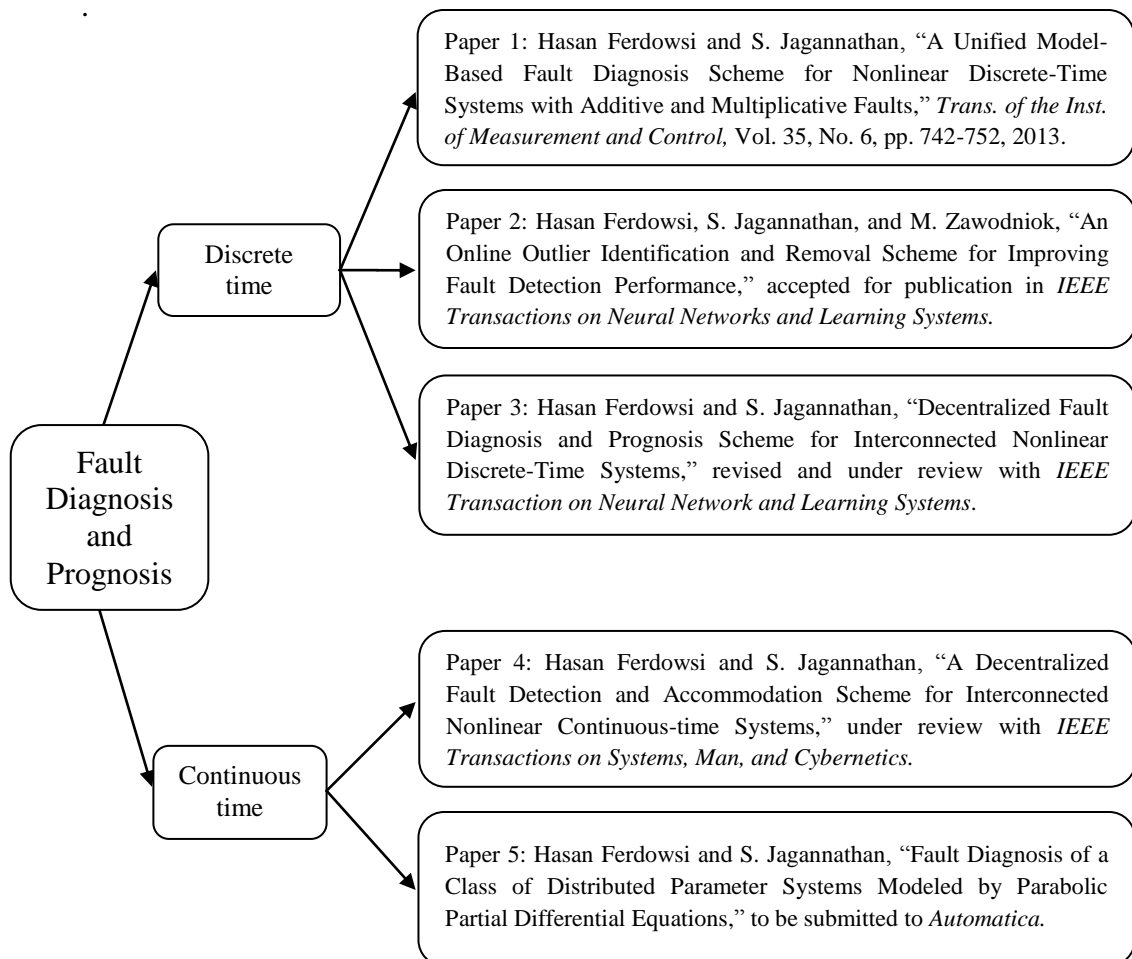 .
Paper 1: Hasan Ferdowsi and S. Jagannathan, “A Unified Model-
Based Fault Diagnosis Scheme for Nonlinear Discrete-Time
Systems with Additive and Multiplicative Faults,” Trans. of the Inst.
of Measurement and Control, Vol. 35, No. 6, pp. 742-752, 2013.
Discrete
time
Paper 2: Hasan Ferdowsi, S. Jagannathan, and M. Zawodniok, “An
Online Outlier Identification and Removal Scheme for Improving
Fault Detection Performance,” accepted for publication in IEEE
Transactions on Neural Networks and Learning Systems.
Paper 3: Hasan Ferdowsi and S. Jagannathan, “Decentralized Fault
Diagnosis and Prognosis Scheme for Interconnected Nonlinear
Discrete-Time Systems,” revised and under review with IEEE
Transaction on Neural Network and Learning Systems.
Fault
Diagnosis
and
Prognosis
Paper 4: Hasan Ferdowsi and S. Jagannathan, “A Decentralized
Fault Detection and Accommodation Scheme for Interconnected
Nonlinear Continuous-time Systems,” under review with IEEE
Transactions on Systems, Man, and Cybernetics.
Continuous
time
Paper 5: Hasan Ferdowsi and S. Jagannathan, “Fault Diagnosis of a
Class of Distributed Parameter Systems Modeled by Parabolic
Partial Differential Equations,” to be submitted to Automatica.